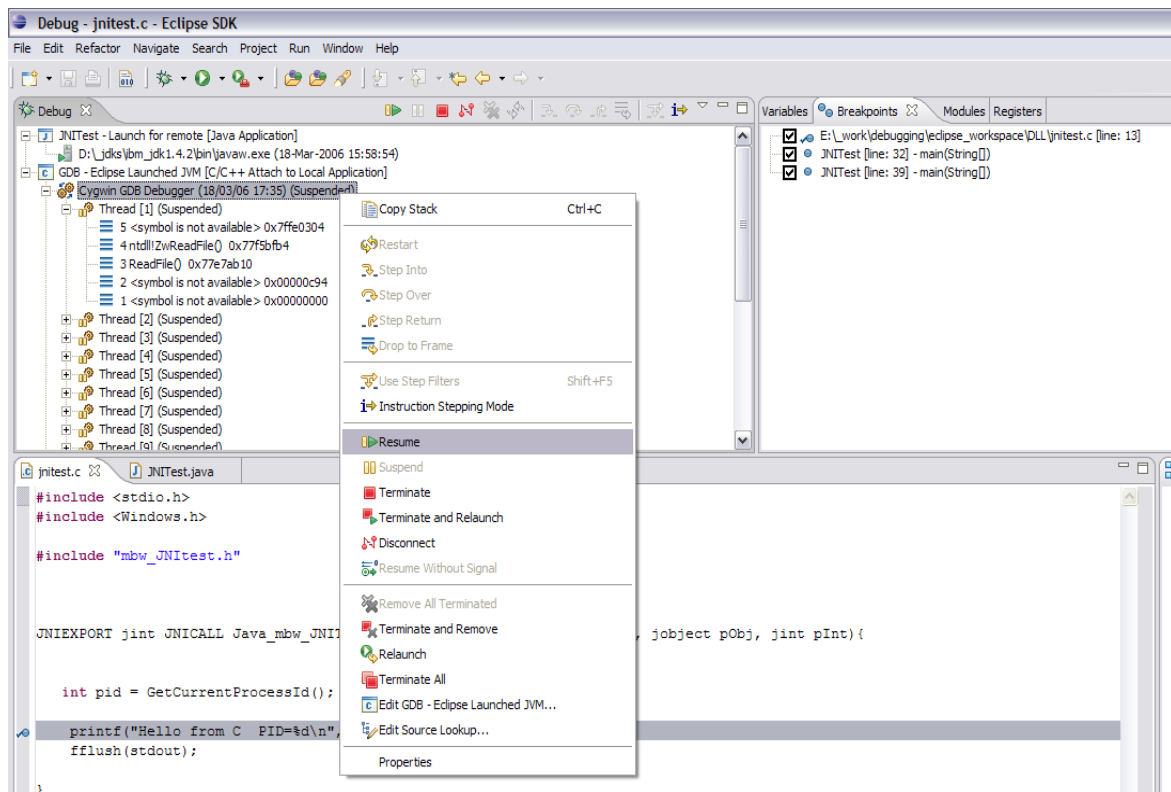 Debug - jnitest.c - Eclipse SDK
File Edit Refactor Navigate Search Project Run Window Help
Debug
JNITest - Launch for remote [Java Application]
D:\_jdks\ibm_jdk1.4.2\bin\javaw.exe (18-Mar-2006 15:58:54)
GDB - Eclipse Launched JVM [C/C++ Attach to Local Application]
Cygwin GDB Debugger (18/03/06 17:35) (Suspended)
Thread [1] (Suspended)
5 <symbol is not available> 0x7ffe0304
4 ntdll!ZwReadFile() 0x77f5bfb4
3 ReadFile() 0x77e7ab10
2 <symbol is not available> 0x00000c94
1 <symbol is not available> 0x00000000
Thread [2] (Suspended)
Thread [3] (Suspended)
Thread [4] (Suspended)
Thread [5] (Suspended)
Thread [6] (Suspended)
Thread [7] (Suspended)
Thread [8] (Suspended)
Thread [9] (Suspended)
Variables Breakpoints Modules Registers
E:\_work\debugging\eclipse_workspace\DLL\jnitest.c [line: 13]
JNITest [line: 32] - main(String[])
JNITest [line: 39] - main(String[])
Copy Stack Ctrl+C
Restart
Step Into
Step Over
Step Return
Drop to Frame
Use Step Filters Shift+F5
Instruction Stepping Mode
Resume
Suspend
Terminate
Terminate and Relaunch
Disconnect
Resume Without Signal
Remove All Terminated
Terminate and Remove
Relaunch
Terminate All
Edit GDB - Eclipse Launched JVM...
Edit Source Lookup...
Properties
jnitest.c JNITest.java
#include <stdio.h>
#include <Windows.h>
#include "mbw_JNItest.h"
JNIEXPORT jint JNICALL Java_mbw_JNIT , jobject pObj, jint pInt){
int pid = GetCurrentProcessId();
printf("Hello from C PID=%d\n",
fflush(stdout);
}